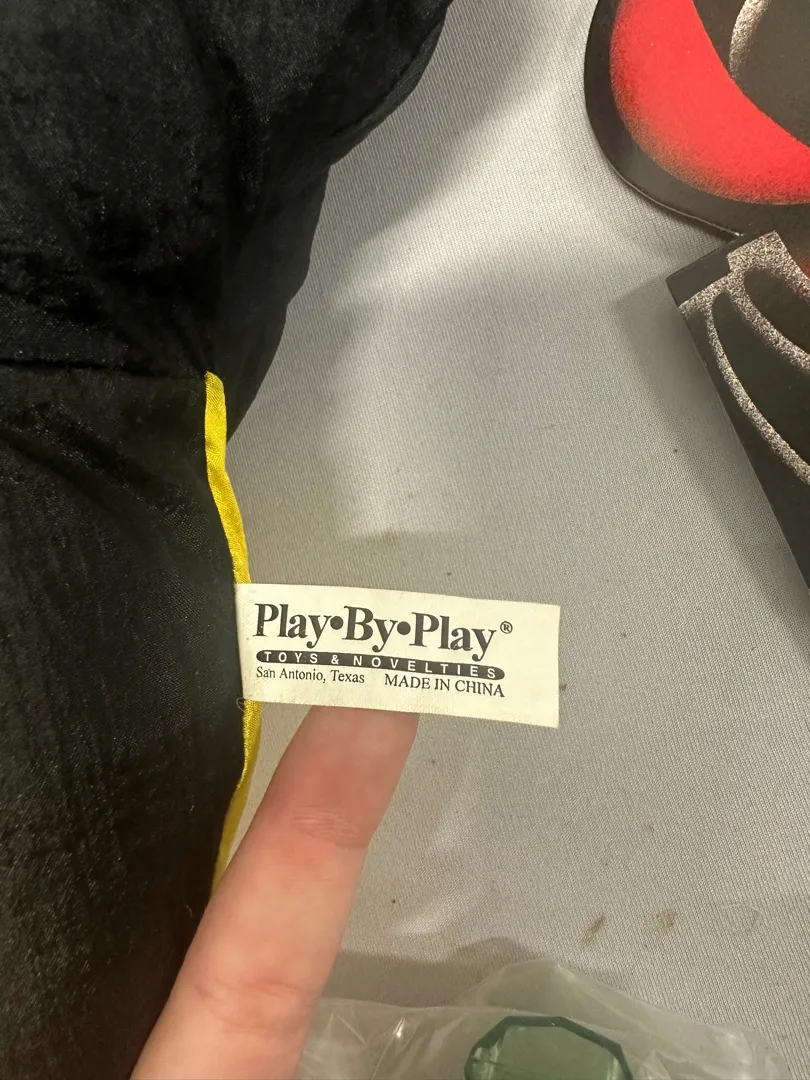 Play•By•Play®
TOYS & NOVELTIES
San Antonio, Texas MADE IN CHINA